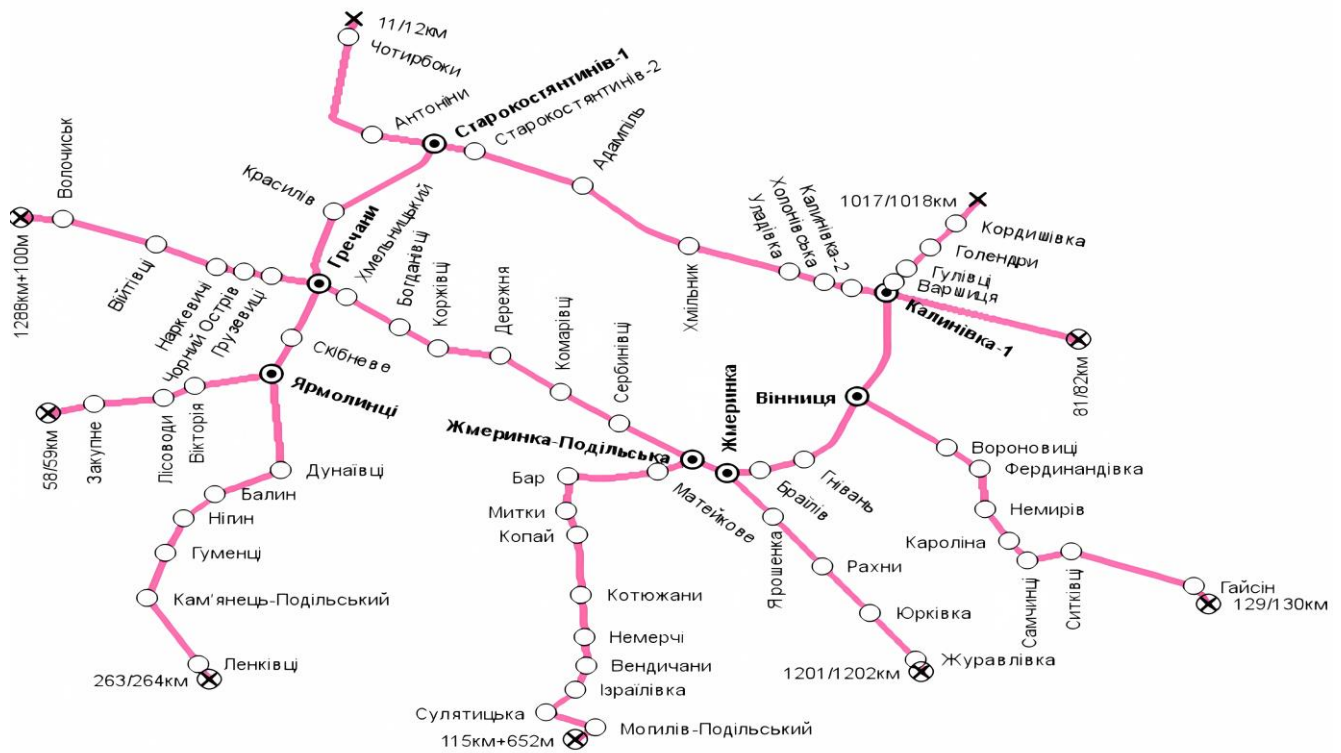 11/12км
Чотирбоки
Антоніни
Старокостянтинів-1
Старокостянтинів-2
Адампіль
Красилів
Волочиськ
1288км+100м
Війтівці
Наркевичі
Чорний Острів
Грузевиці
Гречани
Хмельницький
Богданівці
Коржівці
Деражня
Комарівці
Сербинівці
Хмільник
Уладівка
Холонівська
Калинівка-2
1017/1018км
Кордишівка
Голендри
Гулівці
Варшиця
Калинівка-1
81/82км
Скібневе
Ярмолинці
58/59км
Закупне
Лісоводи
Вікторія
Дунаївці
Балин
Нігин
Гуменці
Кам'янець-Подільський
Ленківці
263/264км
Жмеринка-Подільська
Жмеринка
Вінниця
Бар
Матейкове
Браїлів
Гнівань
Митки
Копай
Котюжани
Немерчі
Вендичани
Ізраїлівка
Сулятицька
Могилів-Подільський
115км+652м
Ярошенка
Рахни
Юрківка
Журавлівка
1201/1202км
Вороновиці
Фердинандівка
Немирів
Кароліна
Самчинці
Ситківці
Гайсін
129/130км